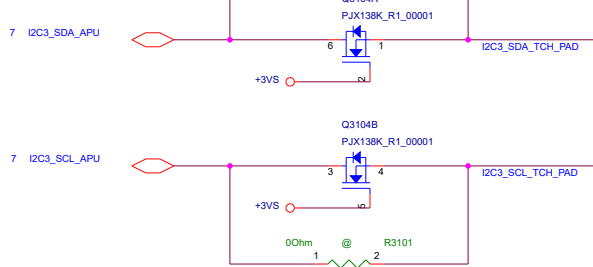 Q3104A
PJX138K_R1_00001
7 I2C3_SDA_APU
6 1
I2C3_SDA_TCH_PAD
+3VS
2
Q3104B
PJX138K_R1_00001
7 I2C3_SCL_APU
3 4
I2C3_SCL_TCH_PAD
+3VS
5
0Ohm @ R3101
1 2